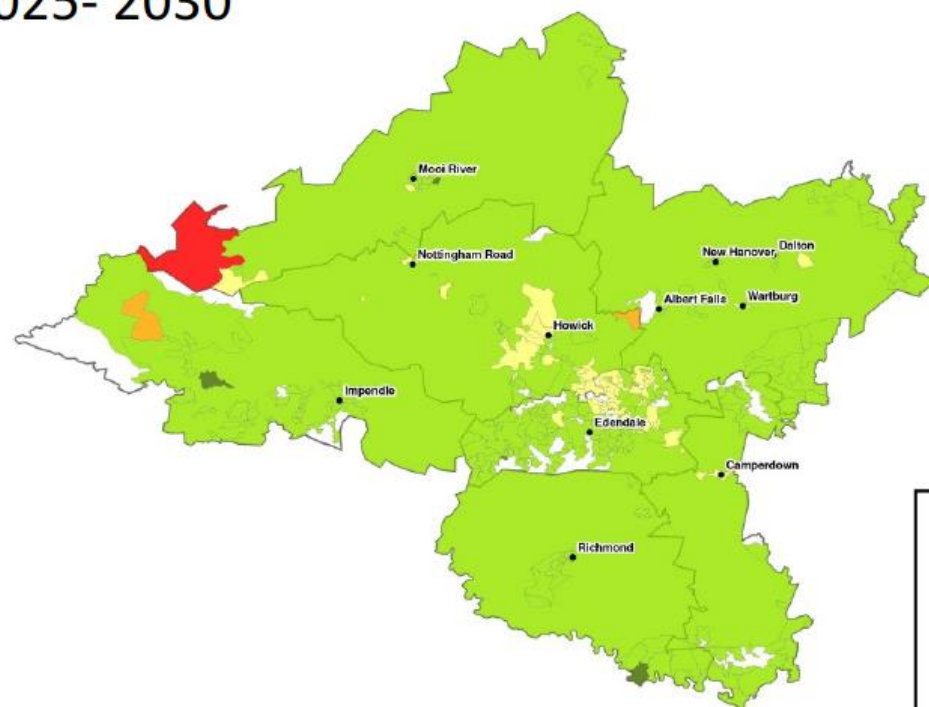 025- 2030
Mooi River
Nottingham Road
New Hanover,
Dalton
Albert Falls
Wartburg
Howick
Impendle
Edendale
Camperdown
Richmond